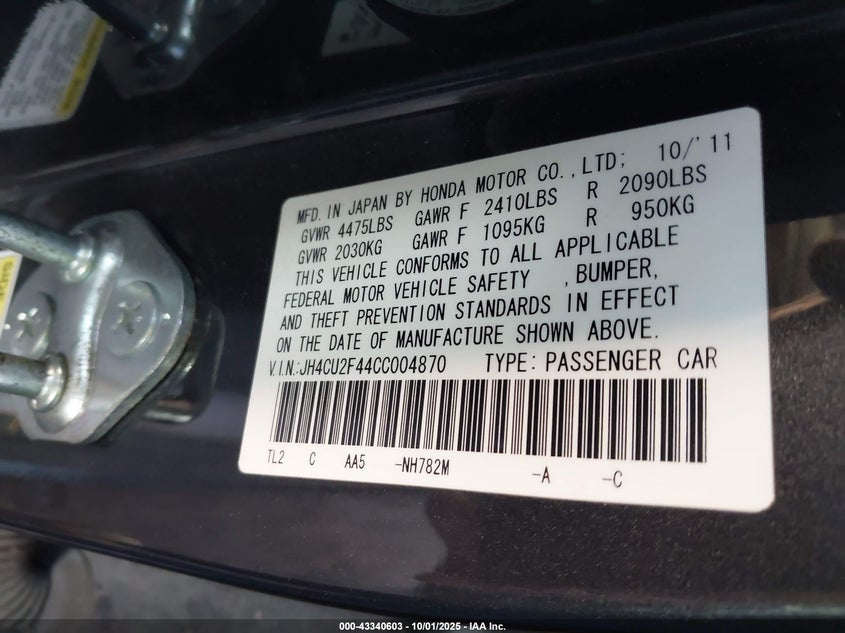 MFD. IN JAPAN BY HONDA MOTOR CO.,LTD; 10/'11
GVWR 4475LBS GAWR F 2410LBS R 2090LBS
GVWR 2030KG GAWR F 1095KG R 950KG
THIS VEHICLE CONFORMS TO ALL APPLICABLE
FEDERAL MOTOR VEHICLE SAFETY , BUMPER,
AND THEFT PREVENTION STANDARDS IN EFFECT
ON THE DATE OF MANUFACTURE SHOWN ABOVE.
V.I.N.:JH4CU2F44CC004870 TYPE: PASSENGER CAR
TL2 C AA5 -NH782M -A -C
000-43340603 - 10/01/2025 - IAA Inc.